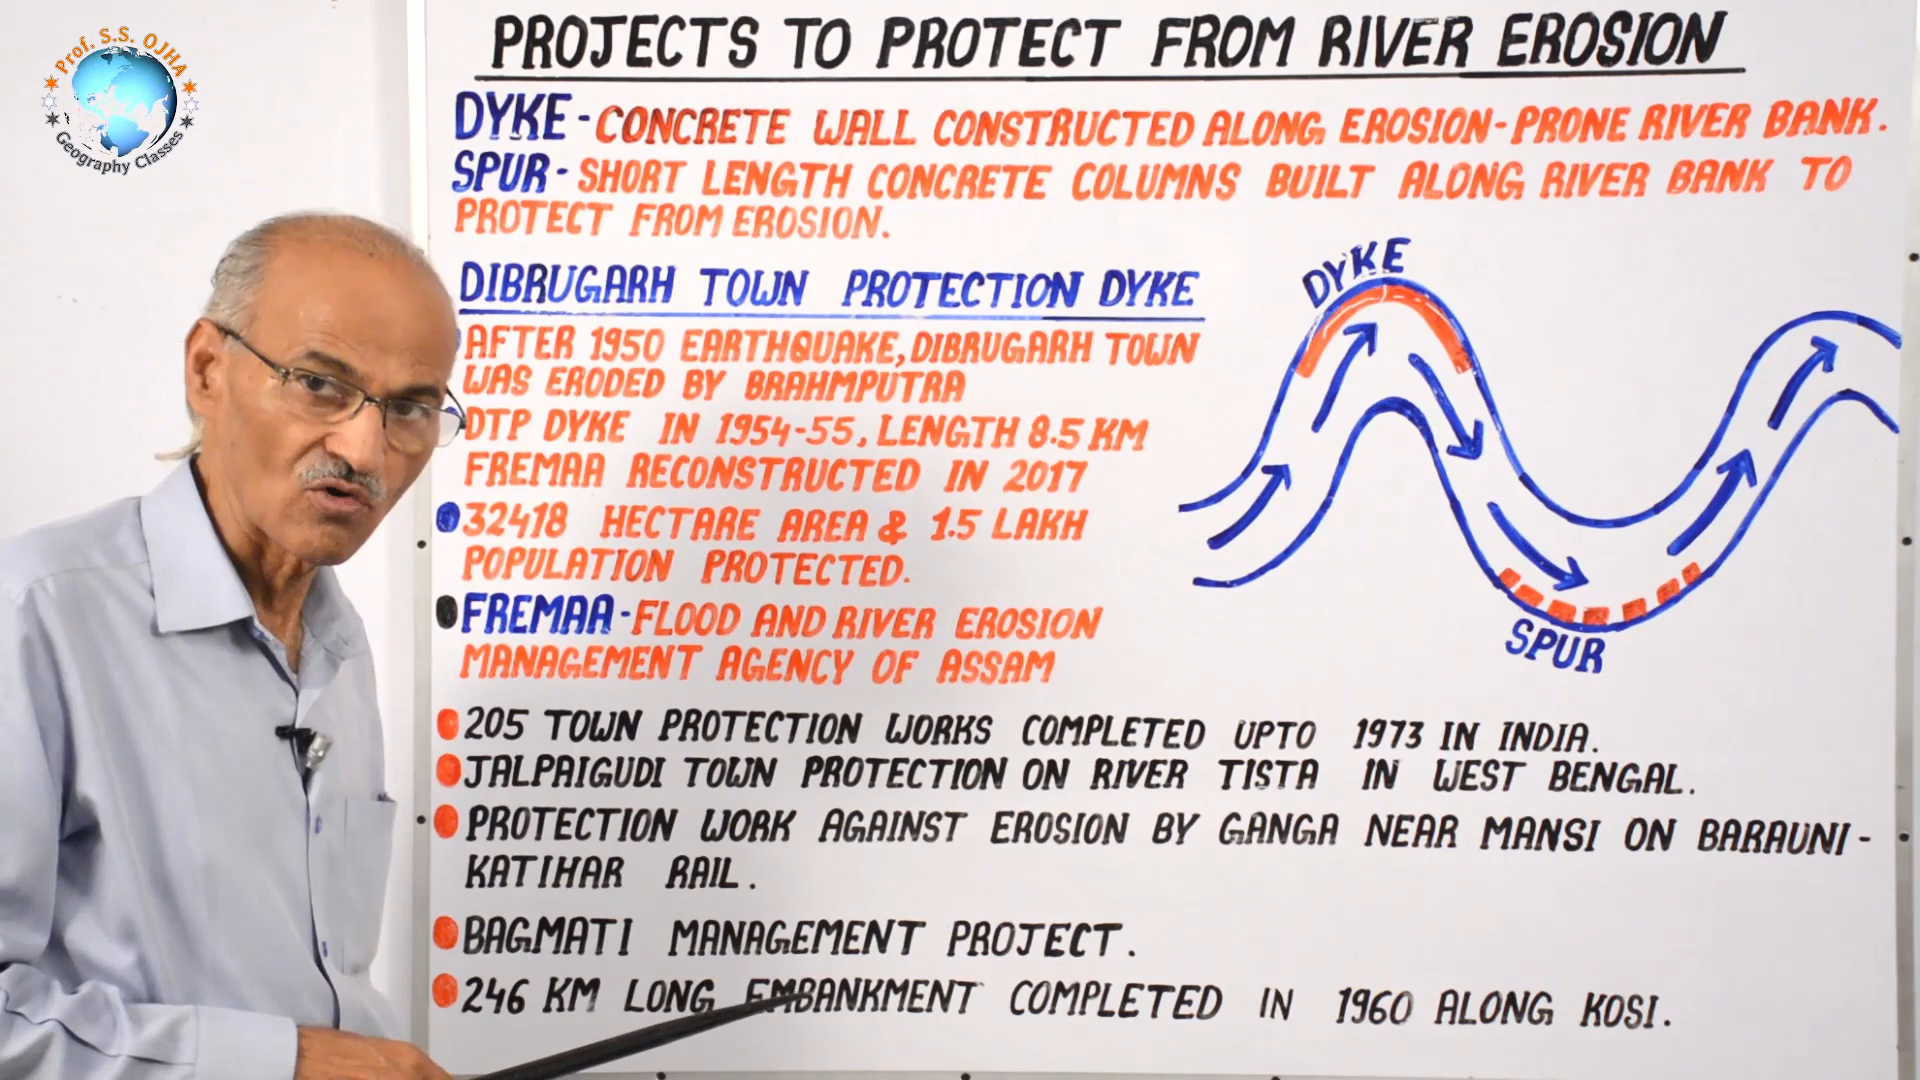 Prof. S.S. OJHA
Geography Classes
PROJECTS TO PROTECT FROM RIVER EROSION
DYKE - CONCRETE WALL CONSTRUCTED ALONG EROSION-PRONE RIVER BANK.
SPUR - SHORT LENGTH CONCRETE COLUMNS BUILT ALONG RIVER BANK TO
PROTECT FROM EROSION.
DIBRUGARH TOWN PROTECTION DYKE
AFTER 1950 EARTHQUAKE, DIBRUGARH TOWN
WAS ERODED BY BRAHMPUTRA
DTP DYKE IN 1954-55, LENGTH 8.5 KM
FREMAA RECONSTRUCTED IN 2017
32418 HECTARE AREA & 1.5 LAKH
POPULATION PROTECTED.
FREMAA - FLOOD AND RIVER EROSION
MANAGEMENT AGENCY OF ASSAM
DYKE
SPUR
205 TOWN PROTECTION WORKS COMPLETED UPTO 1973 IN INDIA.
JALPAIGUDI TOWN PROTECTION ON RIVER TISTA IN WEST BENGAL.
PROTECTION WORK AGAINST EROSION BY GANGA NEAR MANSI ON BARAUNI-
KATIHAR RAIL.
BAGMATI MANAGEMENT PROJECT.
246 KM LONG EMBANKMENT COMPLETED IN 1960 ALONG KOSI.